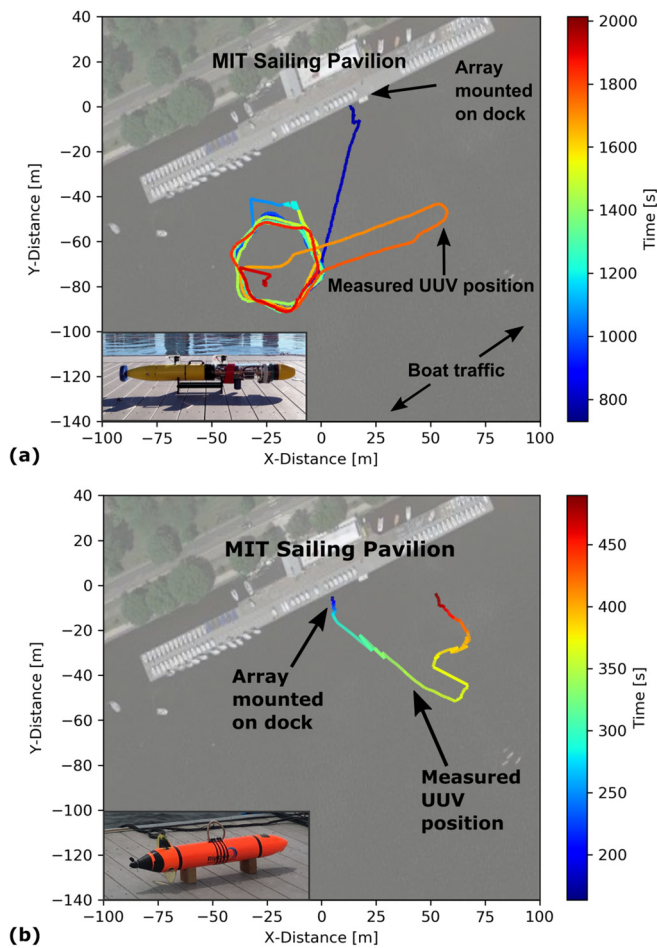 40
20
0
−20
−40
−60
−80
−100
−120
−140
Y-Distance [m]
MIT Sailing Pavilion
Array
mounted
on dock
Measured UUV position
Boat traffic
−100
−75
−50
−25
0
25
50
75
100
X-Distance [m]
2000
1800
1600
1400
1200
1000
800
Time [s]
(a)
40
20
0
−20
−40
−60
−80
−100
−120
−140
Y-Distance [m]
MIT Sailing Pavilion
Array
mounted
on dock
Measured
UUV
position
−100
−75
−50
−25
0
25
50
75
100
X-Distance [m]
450
400
350
300
250
200
Time [s]
(b)